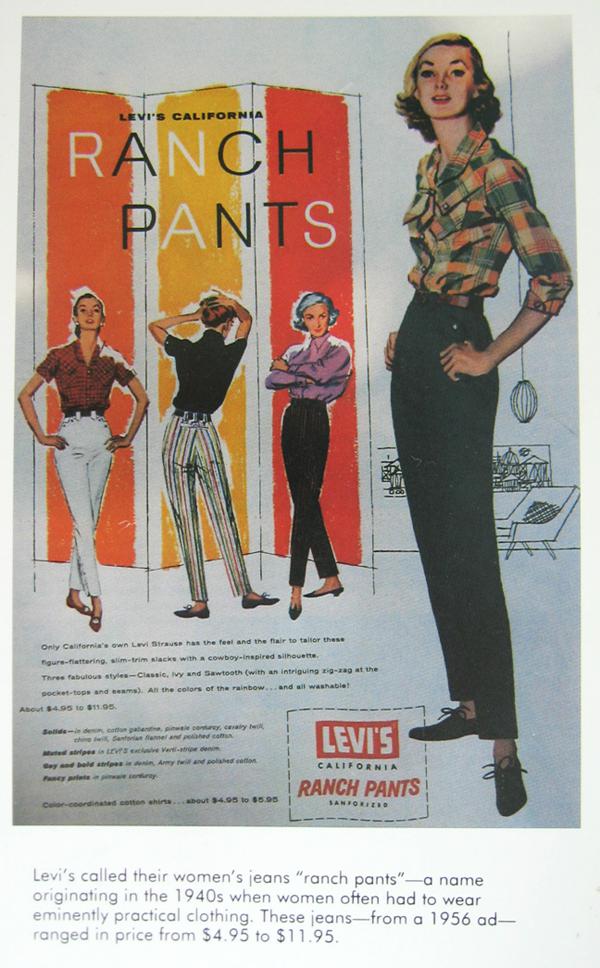 LEVI'S CALIFORNIA
RANCH
PANTS
Only California's own Levi Strauss has the feel and the flair to tailor these
figure-flattering, slim-trim slacks with a cowboy-inspired silhouette.
Three fabulous styles—Classic, Ivy and Sawtooth (with an intriguing zig-zag at the
pocket-tops and seams). All the colors of the rainbow...and all washable!
About $4.95 to $11.95.
Solids—in denim, cotton gabardine, pinwale corduroy, cavalry twill,
chino twill, Santorian flannel and polished cotton.
Muted stripes in LEVI'S exclusive Verti-stripe denim.
Gay and bold stripes in denim, Army twill and polished cotton.
Fancy prints in pinwale corduroy.
Color-coordinated cotton shirts...about $4.95 to $5.95
LEVI'S
CALIFORNIA
RANCH PANTS
SANFORIZED
Levi's called their women's jeans "ranch pants"—a name
originating in the 1940s when women often had to wear
eminently practical clothing. These jeans—from a 1956 ad—
ranged in price from $4.95 to $11.95.